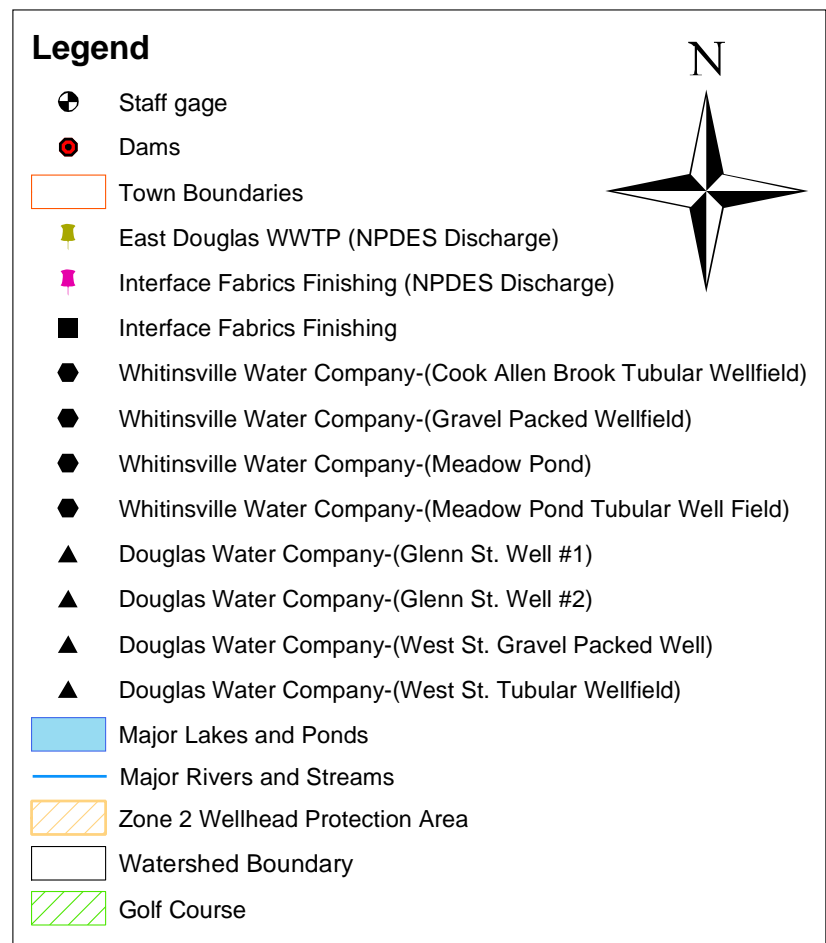 Legend
N
Staff gage
Dams
Town Boundaries
East Douglas WWTP (NPDES Discharge)
Interface Fabrics Finishing (NPDES Discharge)
Interface Fabrics Finishing
Whitinsville Water Company-(Cook Allen Brook Tubular Wellfield)
Whitinsville Water Company-(Gravel Packed Wellfield)
Whitinsville Water Company-(Meadow Pond)
Whitinsville Water Company-(Meadow Pond Tubular Well Field)
Douglas Water Company-(Glenn St. Well #1)
Douglas Water Company-(Glenn St. Well #2)
Douglas Water Company-(West St. Gravel Packed Well)
Douglas Water Company-(West St. Tubular Wellfield)
Major Lakes and Ponds
Major Rivers and Streams
Zone 2 Wellhead Protection Area
Watershed Boundary
Golf Course